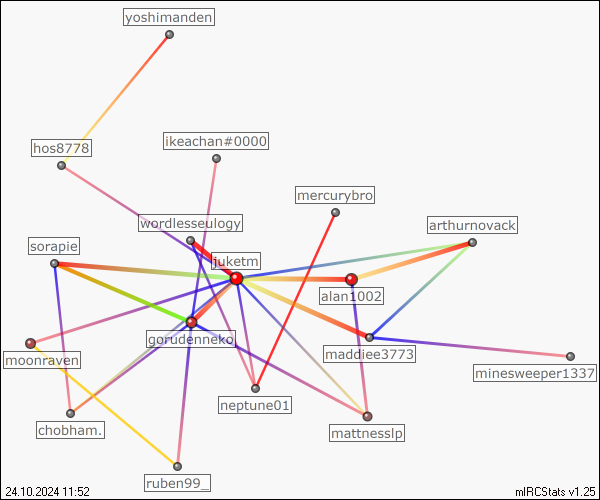 yoshimanden
ikeachan#0000
hos8778
mercurybro
wordlesseulogy
arthurnovack
sorapie
juketm
alan1002
gorudenneko.
maddiee3773
moonraven
minesweeper1337
neptune01
chobham.
mattnesslp
ruben99_
24.10.2024 11:52
mIRCStats v1.25